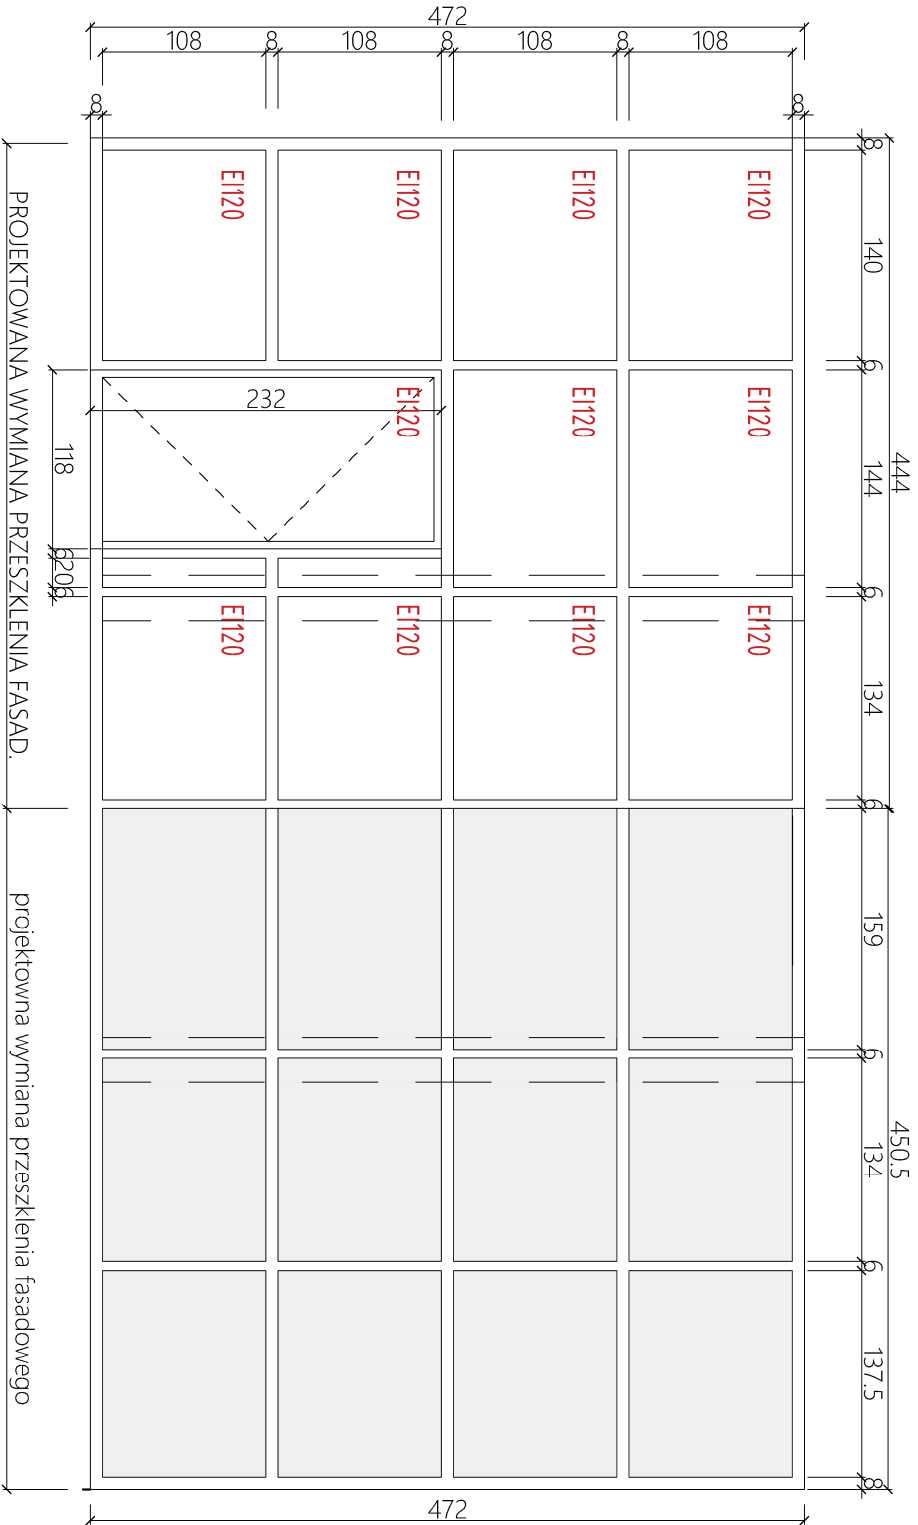 472
108
8
108
8
108
8
108
8
8
EI120
EI120
EI120
EI120
8
140
6
144
6
134
6
444
232
EI120
EI120
EI120
118
6
20
6
EI120
EI120
EI120
EI120
159
6
134
6
137.5
8
450.5
PROJEKTOWANA WYMIANA PRZESZKLENIA FASAD.
projektowna wymiana przeszklenia fasadowego
472